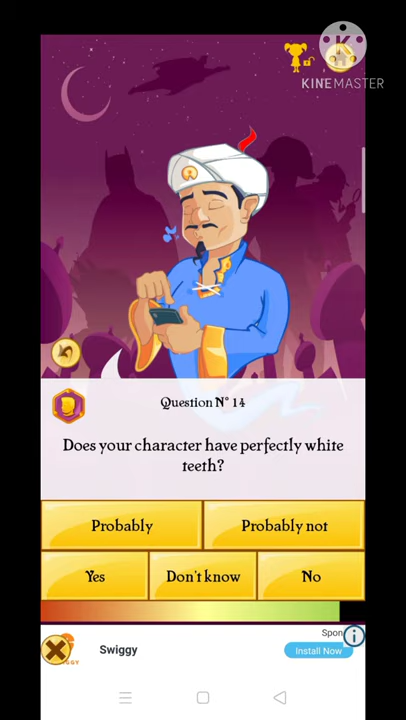 KINEMASTER
Question N° 14
Does your character have perfectly white
teeth?
Probably
Probably not
Yes
Don't know
No
Spon
Swiggy
Install Now